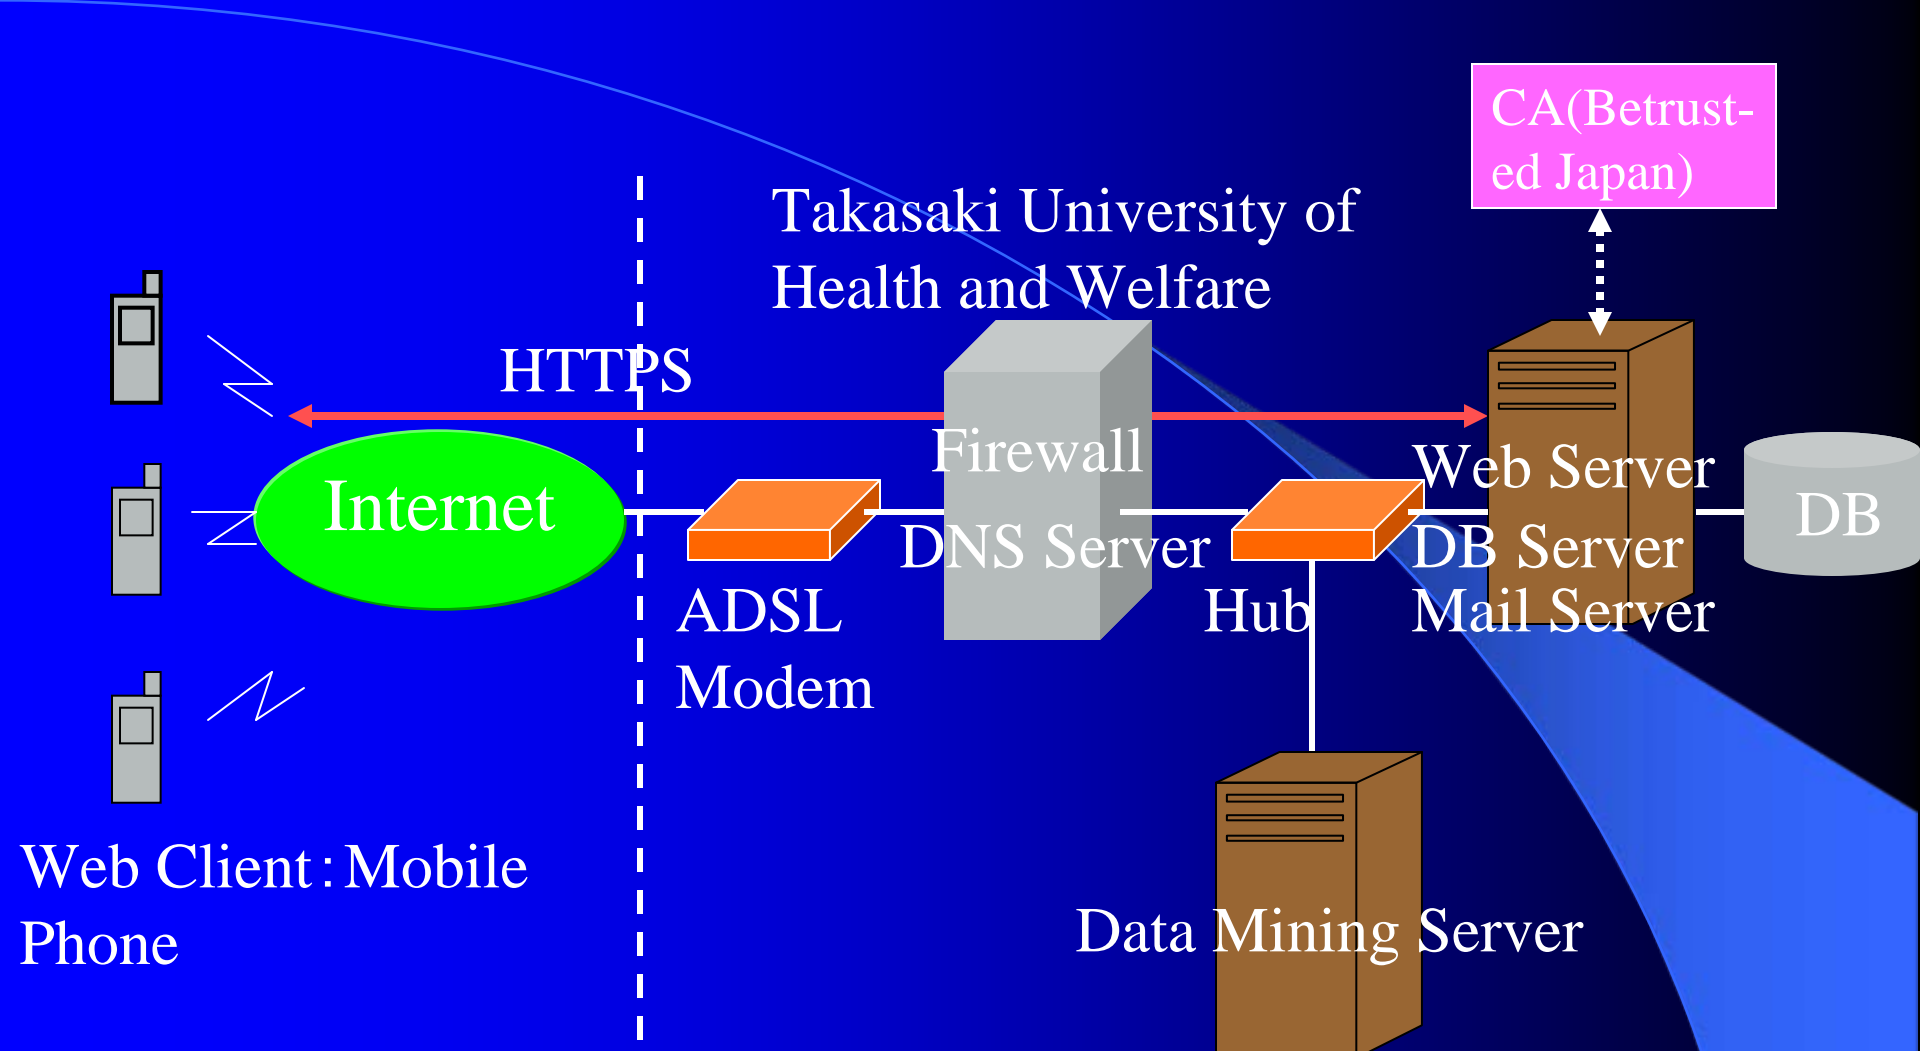 CA(Betrust-
ed Japan)
Takasaki University of
Health and Welfare
HTTPS
Firewall
Internet
DNS Server
ADSL
Modem
Hub
Web Server
DB Server
Mail Server
DB
Web Client：Mobile
Phone
Data Mining Server